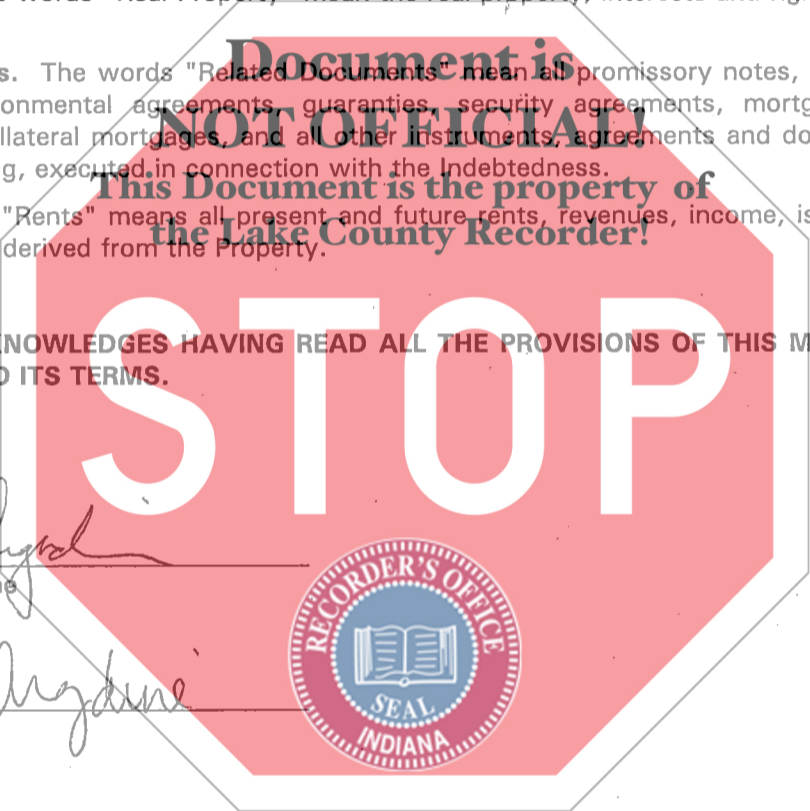 Document is
s. The words "Related Documents" mean all promissory notes,
onmental agreements, guaranties, security agreements, mortg
NOT OFFICIAL!
llateral mortgages, and all other instruments, agreements and do
g, executed in connection with the Indebtedness.
This Document is the property of
"Rents" means all present and future rents, revenues, income, is
the Lake County Recorder!
derived from the Property.
KNOWLEDGES HAVING READ ALL THE PROVISIONS OF THIS M
D ITS TERMS.
STOP
RECORDER'S OFFICE
SEAL
INDIANA